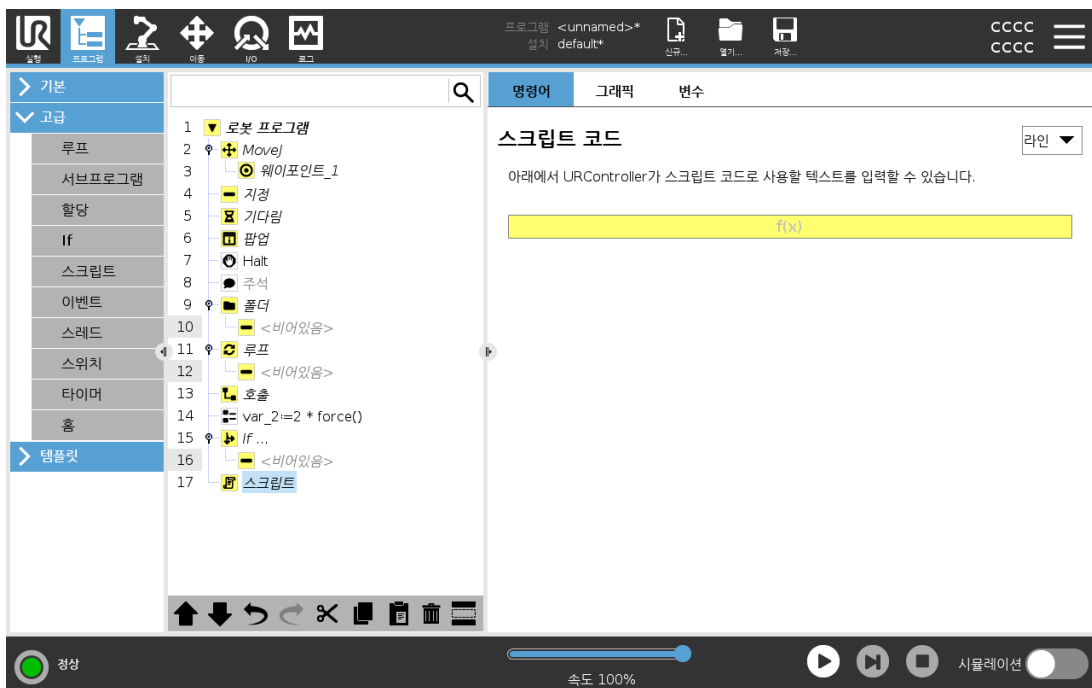 UR
실행
프로그램
설치
이동
I/O
로그
프로그램 <unnamed>*
설치 default*
신규...
열기...
저장...
CCCC
CCCC
기본
고급
루프
서브프로그램
할당
If
스크립트
이벤트
스레드
스위치
타이머
홈
템플릿
1 로봇 프로그램
2 MoveJ
3 웨이포인트_1
4 지정
5 기다림
6 팝업
7 Halt
8 주석
9 폴더
10 <비어있음>
11 루프
12 <비어있음>
13 호출
14 var_2:=2 * force()
15 If ...
16 <비어있음>
17 스크립트
명령어 그래픽 변수
스크립트 코드
라인
아래에서 URController가 스크립트 코드로 사용할 텍스트를 입력할 수 있습니다.
f(x)
정상
속도 100%
시뮬레이션